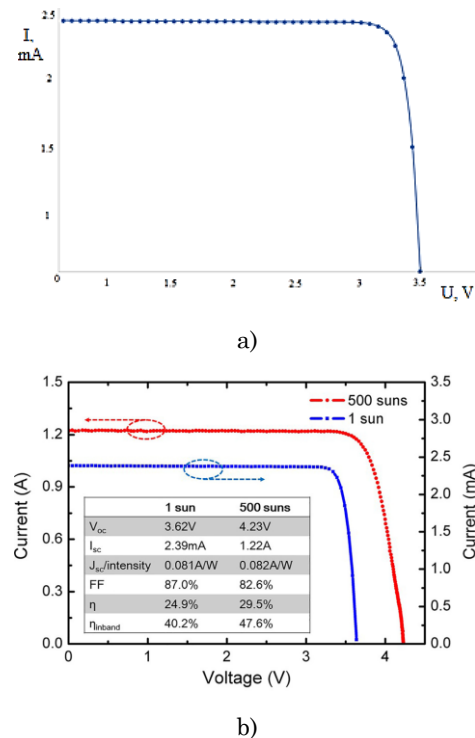 I,
mA
2.5
2
1.5
1
0 1 1.5 2 2.5 3 3.5
U, V
a)
500 suns
1 sun
Current (A)
1.5
1.2
0.9
0.6
0.3
0.0
Current (mA)
3.5
3.0
2.5
2.0
1.5
1.0
0.5
0.0
1 sun 500 suns
Voc 3.62V 4.23V
Isc 2.39mA 1.22A
Jsc/intensity 0.081A/W 0.082A/W
FF 87.0% 82.6%
η 24.9% 29.5%
ηinband 40.2% 47.6%
0 1 2 3 4
Voltage (V)
b)